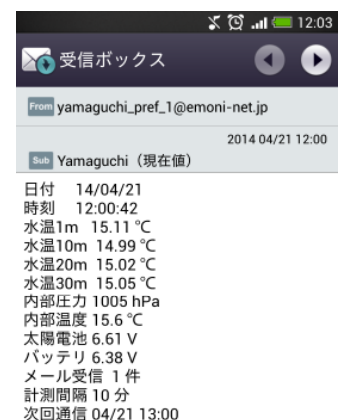 12:03
受信ボックス
From yamaguchi_pref_1@emoni-net.jp
2014 04/21 12:00
Sub Yamaguchi（現在値）
日付 14/04/21
時刻 12:00:42
水温1m 15.11 ℃
水温10m 14.99 ℃
水温20m 15.02 ℃
水温30m 15.05 ℃
内部圧力 1005 hPa
内部温度 15.6 ℃
太陽電池 6.61 V
バッテリ 6.38 V
メール受信 1 件
計測間隔 10 分
次回通信 04/21 13:00